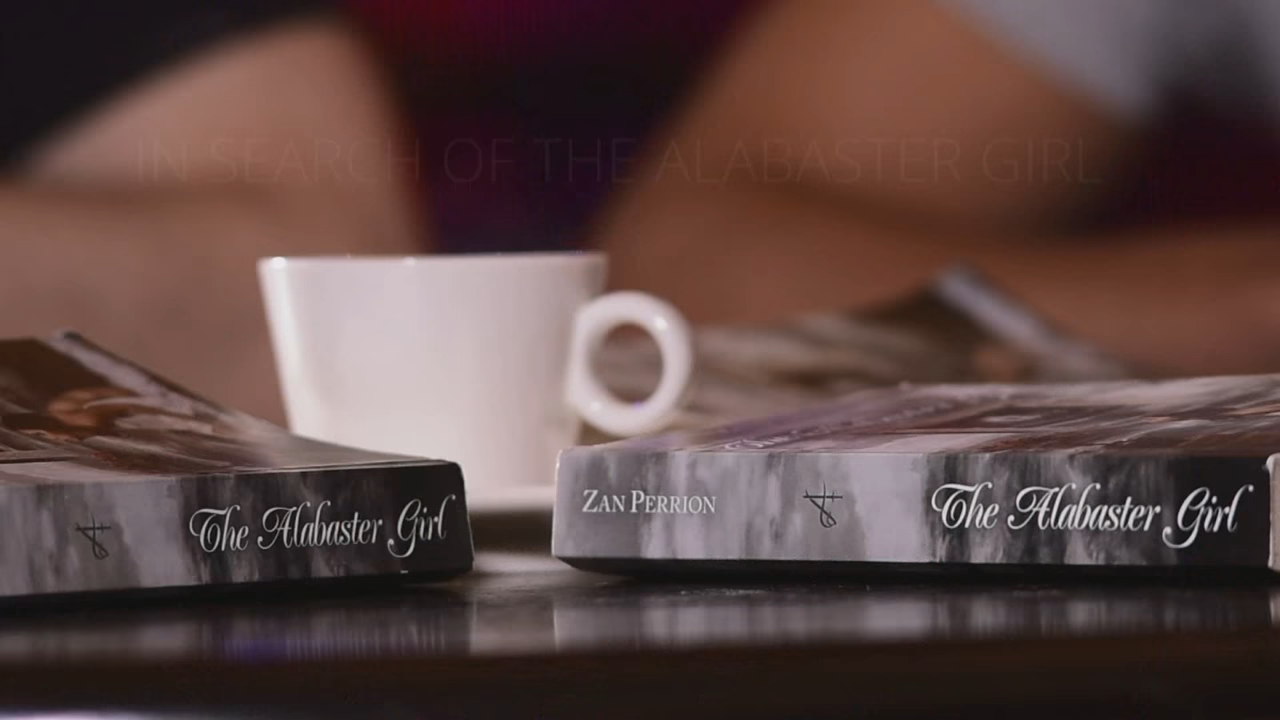 IN SEARCH OF THE ALABASTER GIRL
The Alabaster Girl
ZAN PERRION
The Alabaster Girl